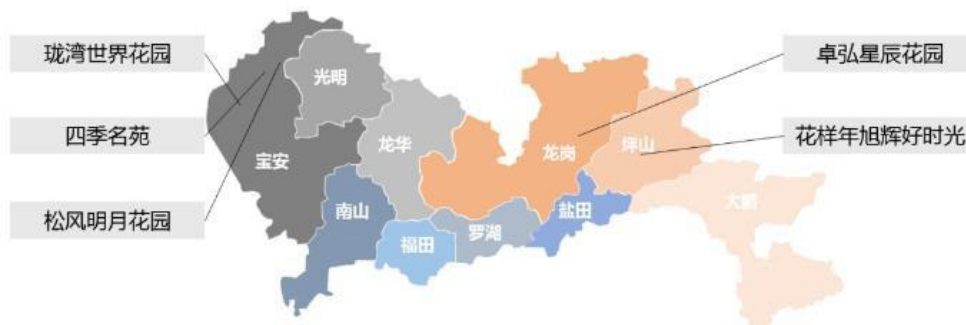 珑湾世界花园
四季名苑
松风明月花园
光明
宝安
龙华
南山
福田
罗湖
龙岗
盐田
坪山
大鹏
卓弘星辰花园
花样年旭辉好时光